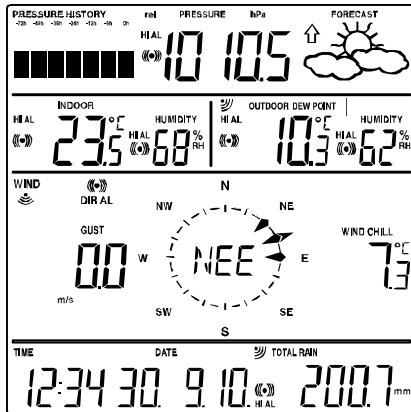 PRESSURE HISTORY rel PRESSURE hPa FORECAST
-72h -48h -36h -24h -12h -6h 0h
HI AL 1010.5
INDOOR OUTDOOR DEW POINT
HI AL 23.5 °C HI AL HUMIDITY 68 % RH HI AL 10.3 °C HI AL HUMIDITY 62 % RH
WIND DIR AL
N
NW NE
GUST WIND CHILL
0.0 m/s W NEE E 7.3 °C
SW SE
S
TIME DATE TOTAL RAIN
12:34 30. 9.10. HI AL 200.7 mm